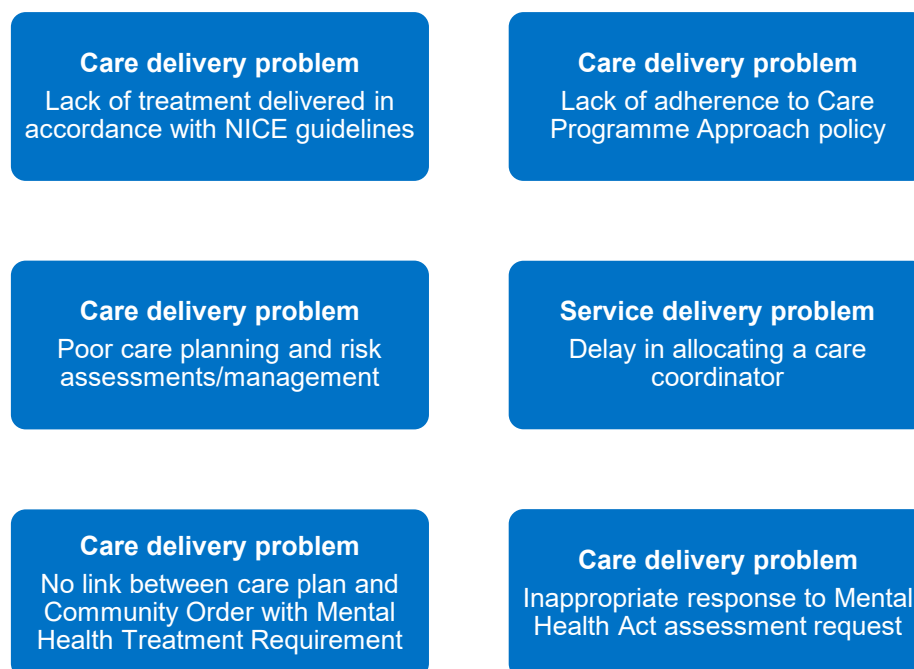 Care delivery problem
Lack of treatment delivered in
accordance with NICE guidelines
Care delivery problem
Lack of adherence to Care
Programme Approach policy
Care delivery problem
Poor care planning and risk
assessments/management
Service delivery problem
Delay in allocating a care
coordinator
Care delivery problem
No link between care plan and
Community Order with Mental
Health Treatment Requirement
Care delivery problem
Inappropriate response to Mental
Health Act assessment request